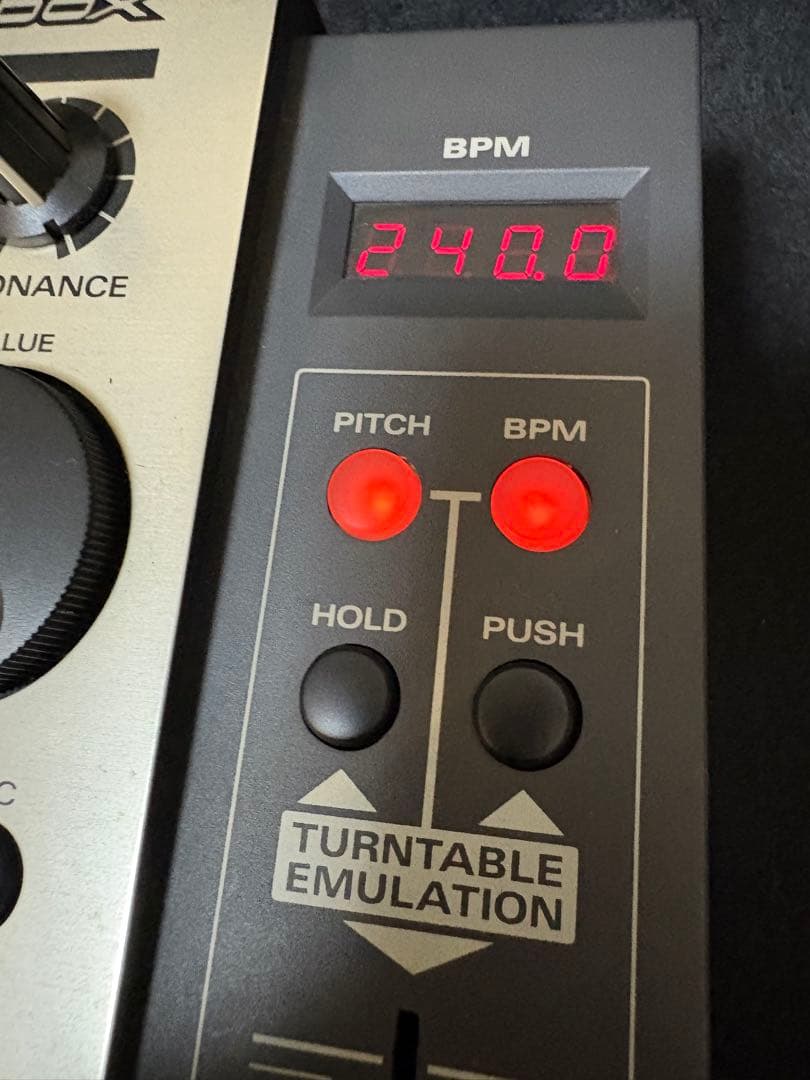 BPM
240.0
ONANCE
LUE
PITCH BPM
HOLD PUSH
C
TURNTABLE
EMULATION